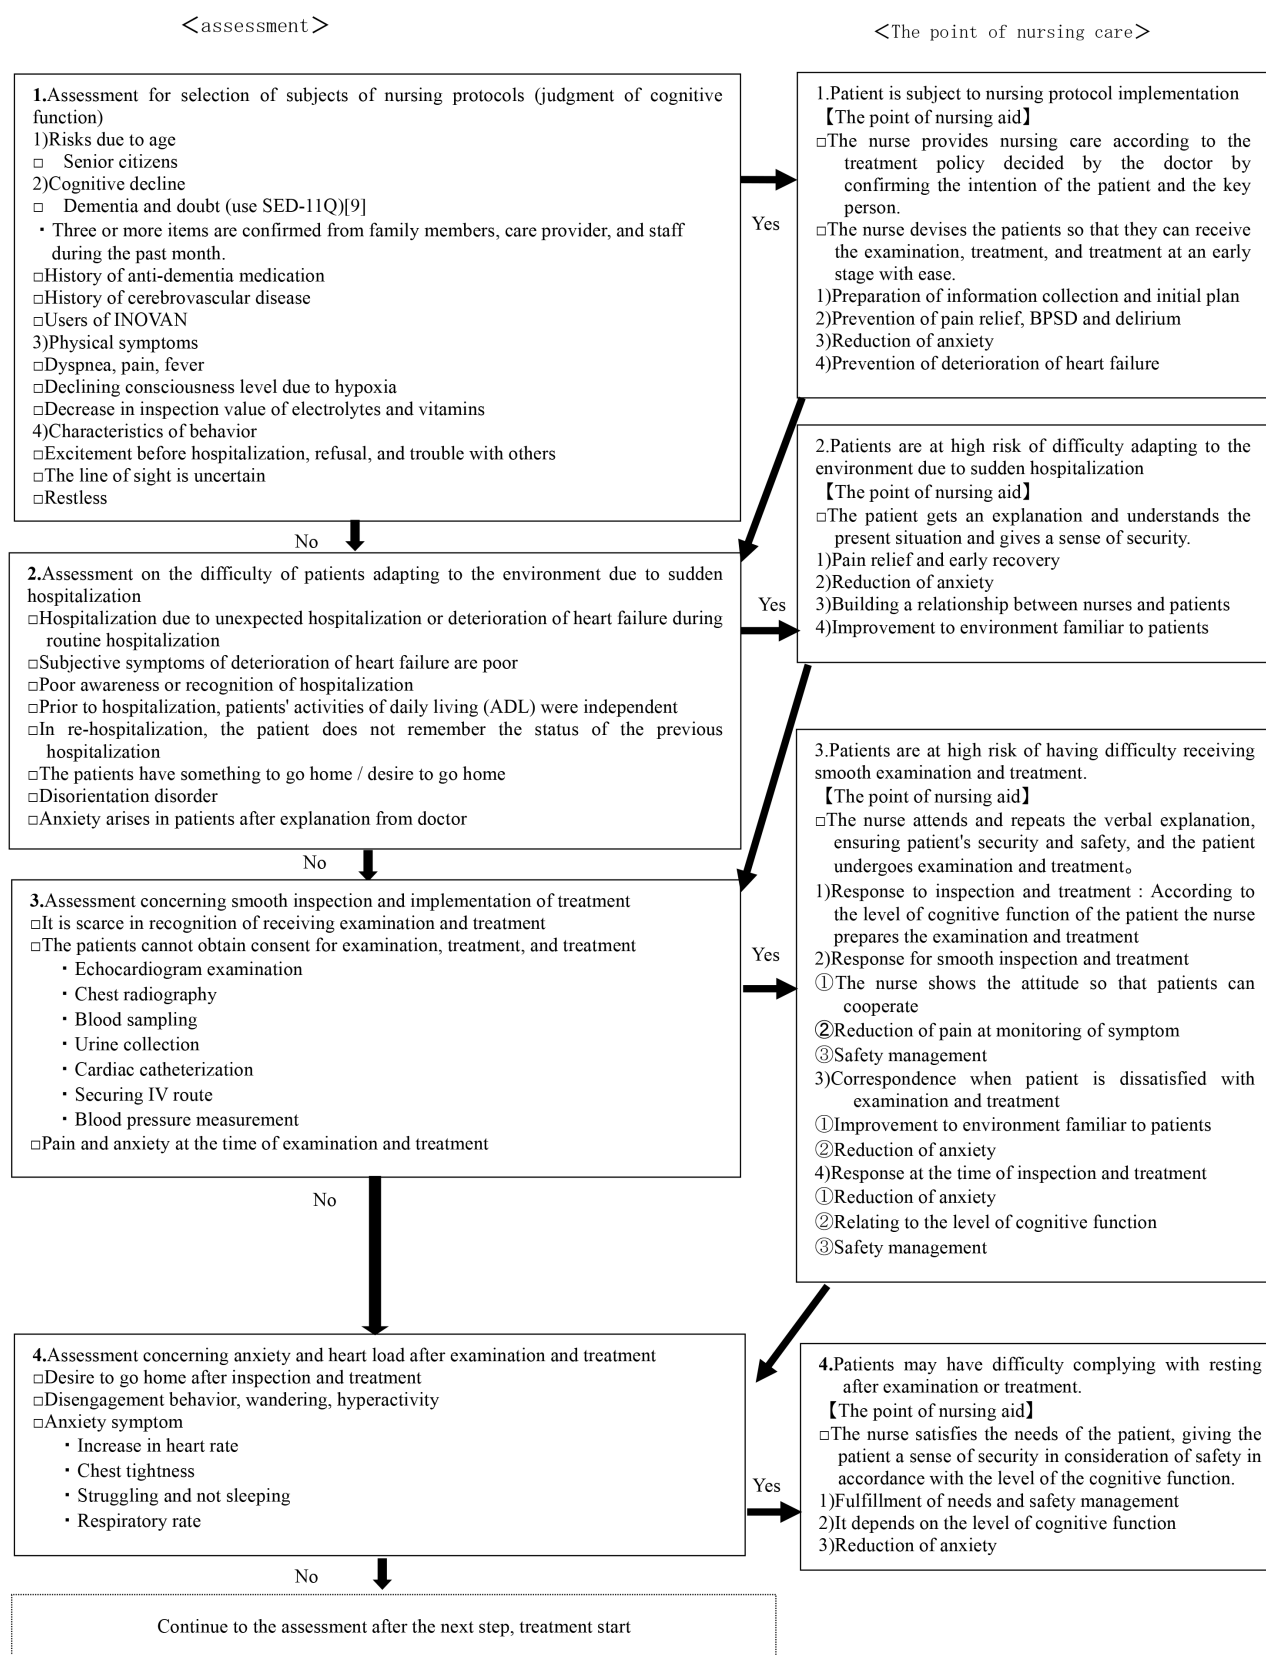 ＜assessment＞
＜The point of nursing care＞
1.Assessment for selection of subjects of nursing protocols (judgment of cognitive
function)
1)Risks due to age
□ Senior citizens
2)Cognitive decline
□ Dementia and doubt (use SED-11Q)[9]
・Three or more items are confirmed from family members, care provider, and staff
during the past month.
□History of anti-dementia medication
□History of cerebrovascular disease
□Users of INOVAN
3)Physical symptoms
□Dyspnea, pain, fever
□Declining consciousness level due to hypoxia
□Decrease in inspection value of electrolytes and vitamins
4)Characteristics of behavior
□Excitement before hospitalization, refusal, and trouble with others
□The line of sight is uncertain
□Restless
Yes
1.Patient is subject to nursing protocol implementation
【The point of nursing aid】
□The nurse provides nursing care according to the
treatment policy decided by the doctor by
confirming the intention of the patient and the key
person.
□The nurse devises the patients so that they can receive
the examination, treatment, and treatment at an early
stage with ease.
1)Preparation of information collection and initial plan
2)Prevention of pain relief, BPSD and delirium
3)Reduction of anxiety
4)Prevention of deterioration of heart failure
No
2.Assessment on the difficulty of patients adapting to the environment due to sudden
hospitalization
□Hospitalization due to unexpected hospitalization or deterioration of heart failure during
routine hospitalization
□Subjective symptoms of deterioration of heart failure are poor
□Poor awareness or recognition of hospitalization
□Prior to hospitalization, patients' activities of daily living (ADL) were independent
□In re-hospitalization, the patient does not remember the status of the previous
hospitalization
□The patients have something to go home / desire to go home
□Disorientation disorder
□Anxiety arises in patients after explanation from doctor
Yes
2.Patients are at high risk of difficulty adapting to the
environment due to sudden hospitalization
【The point of nursing aid】
□The patient gets an explanation and understands the
present situation and gives a sense of security.
1)Pain relief and early recovery
2)Reduction of anxiety
3)Building a relationship between nurses and patients
4)Improvement to environment familiar to patients
No
3.Assessment concerning smooth inspection and implementation of treatment
□It is scarce in recognition of receiving examination and treatment
□The patients cannot obtain consent for examination, treatment, and treatment
・Echocardiogram examination
・Chest radiography
・Blood sampling
・Urine collection
・Cardiac catheterization
・Securing IV route
・Blood pressure measurement
□Pain and anxiety at the time of examination and treatment
Yes
3.Patients are at high risk of having difficulty receiving
smooth examination and treatment.
【The point of nursing aid】
□The nurse attends and repeats the verbal explanation,
ensuring patient's security and safety, and the patient
undergoes examination and treatment。
1)Response to inspection and treatment : According to
the level of cognitive function of the patient the nurse
prepares the examination and treatment
2)Response for smooth inspection and treatment
①The nurse shows the attitude so that patients can
cooperate
②Reduction of pain at monitoring of symptom
③Safety management
3)Correspondence when patient is dissatisfied with
examination and treatment
①Improvement to environment familiar to patients
②Reduction of anxiety
4)Response at the time of inspection and treatment
①Reduction of anxiety
②Relating to the level of cognitive function
③Safety management
No
4.Assessment concerning anxiety and heart load after examination and treatment
□Desire to go home after inspection and treatment
□Disengagement behavior, wandering, hyperactivity
□Anxiety symptom
・Increase in heart rate
・Chest tightness
・Struggling and not sleeping
・Respiratory rate
Yes
4.Patients may have difficulty complying with resting
after examination or treatment.
【The point of nursing aid】
□The nurse satisfies the needs of the patient, giving the
patient a sense of security in consideration of safety in
accordance with the level of the cognitive function.
1)Fulfillment of needs and safety management
2)It depends on the level of cognitive function
3)Reduction of anxiety
No
Continue to the assessment after the next step, treatment start